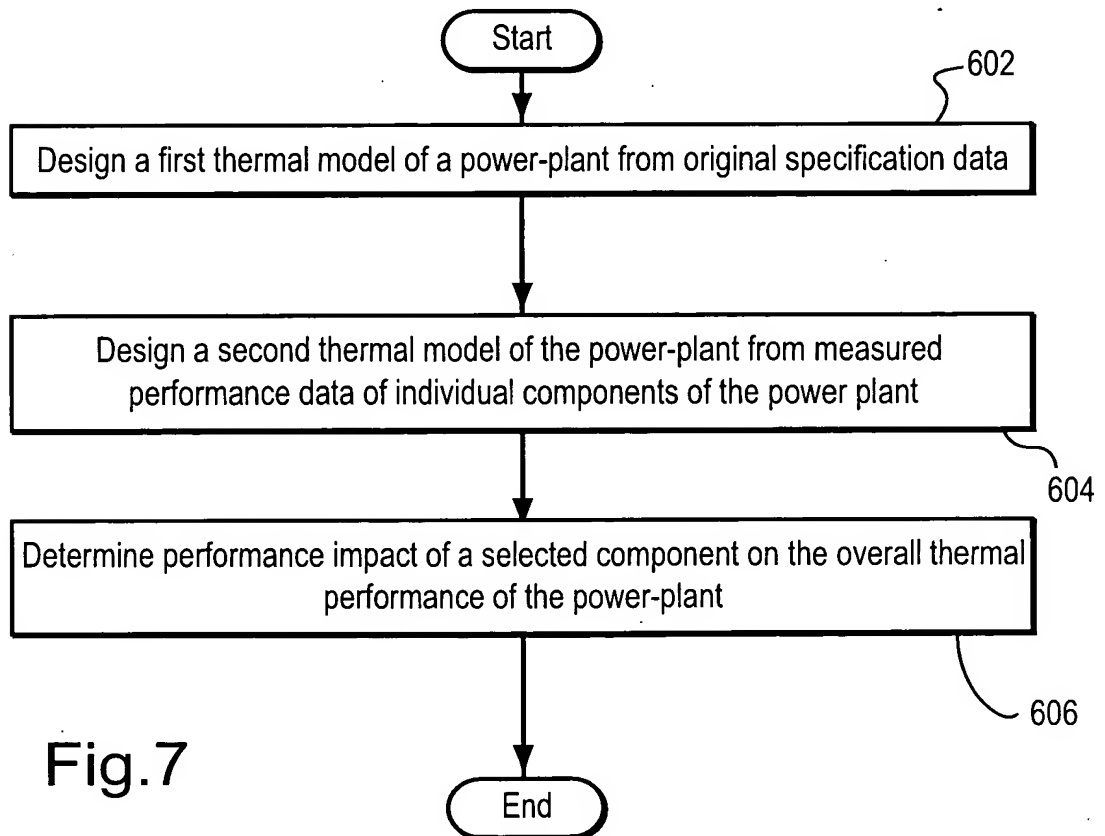 Start
602
Design a first thermal model of a power-plant from original specification data
Design a second thermal model of the power-plant from measured
performance data of individual components of the power plant
604
Determine performance impact of a selected component on the overall thermal
performance of the power-plant
606
Fig.7
End